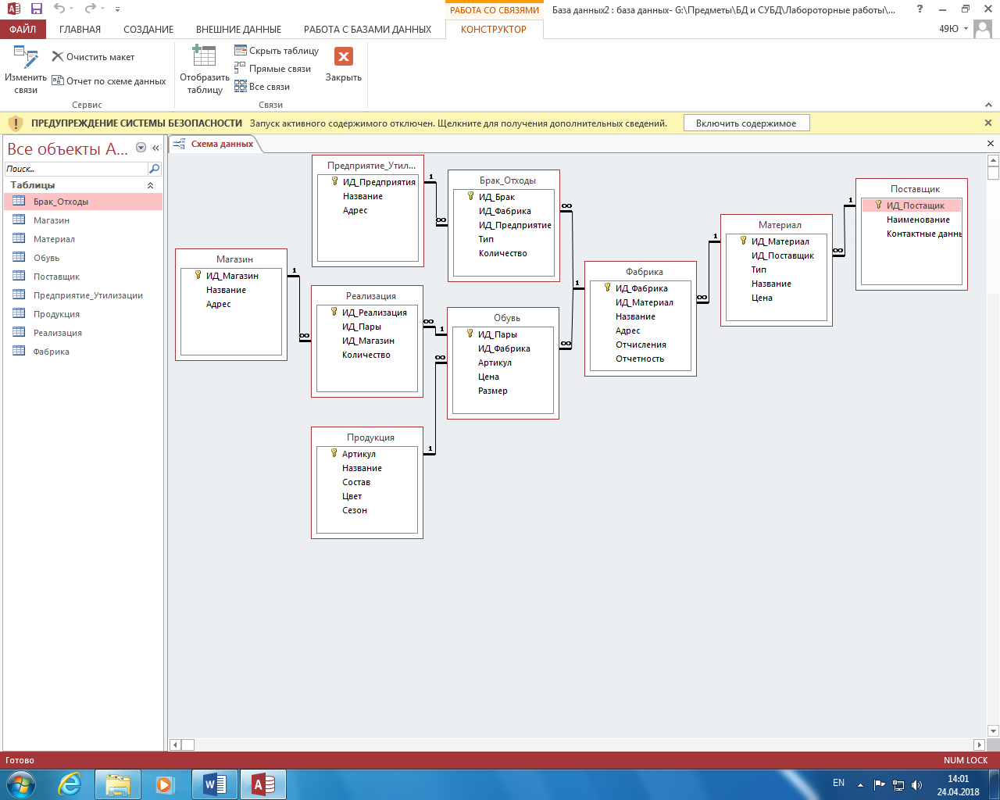 РАБОТА СО СВЯЗЯМИ
База данных2 : база данных- G:\Предметы\БД и СУБД\Лабороторные работы\...
ФАЙЛ
ГЛАВНАЯ
СОЗДАНИЕ
ВНЕШНИЕ ДАННЫЕ
РАБОТА С БАЗАМИ ДАННЫХ
КОНСТРУКТОР
49Ю
Изменить связи
Очистить макет
Отчет по схеме данных
Сервис
Отобразить таблицу
Скрыть таблицу
Прямые связи
Все связи
Связи
Закрыть
ПРЕДУПРЕЖДЕНИЕ СИСТЕМЫ БЕЗОПАСНОСТИ Запуск активного содержимого отключен. Щелкните для получения дополнительных сведений.
Включить содержимое
Все объекты A...
Поиск...
Таблицы
Брак_Отходы
Магазин
Материал
Обувь
Поставщик
Предприятие_Утилизации
Продукция
Реализация
Фабрика
Схема данных
Предприятие_Утил...
ИД_Предприятия
Название
Адрес
Брак_Отходы
ИД_Брак
ИД_Фабрика
ИД_Предприятие
Тип
Количество
Поставщик
ИД_Постащик
Наименование
Контактные данны
Материал
ИД_Материал
ИД_Поставщик
Тип
Название
Цена
Магазин
ИД_Магазин
Название
Адрес
Фабрика
ИД_Фабрика
ИД_Материал
Название
Адрес
Отчисления
Отчетность
Реализация
ИД_Реализация
ИД_Пары
ИД_Магазин
Количество
Обувь
ИД_Пары
ИД_Фабрика
Артикул
Цена
Размер
Продукция
Артикул
Название
Состав
Цвет
Сезон
1
∞
1
∞
∞
1
∞
1
∞
1
∞
1
∞
∞
1
1
Готово
NUM LOCK
EN
14:01
24.04.2018